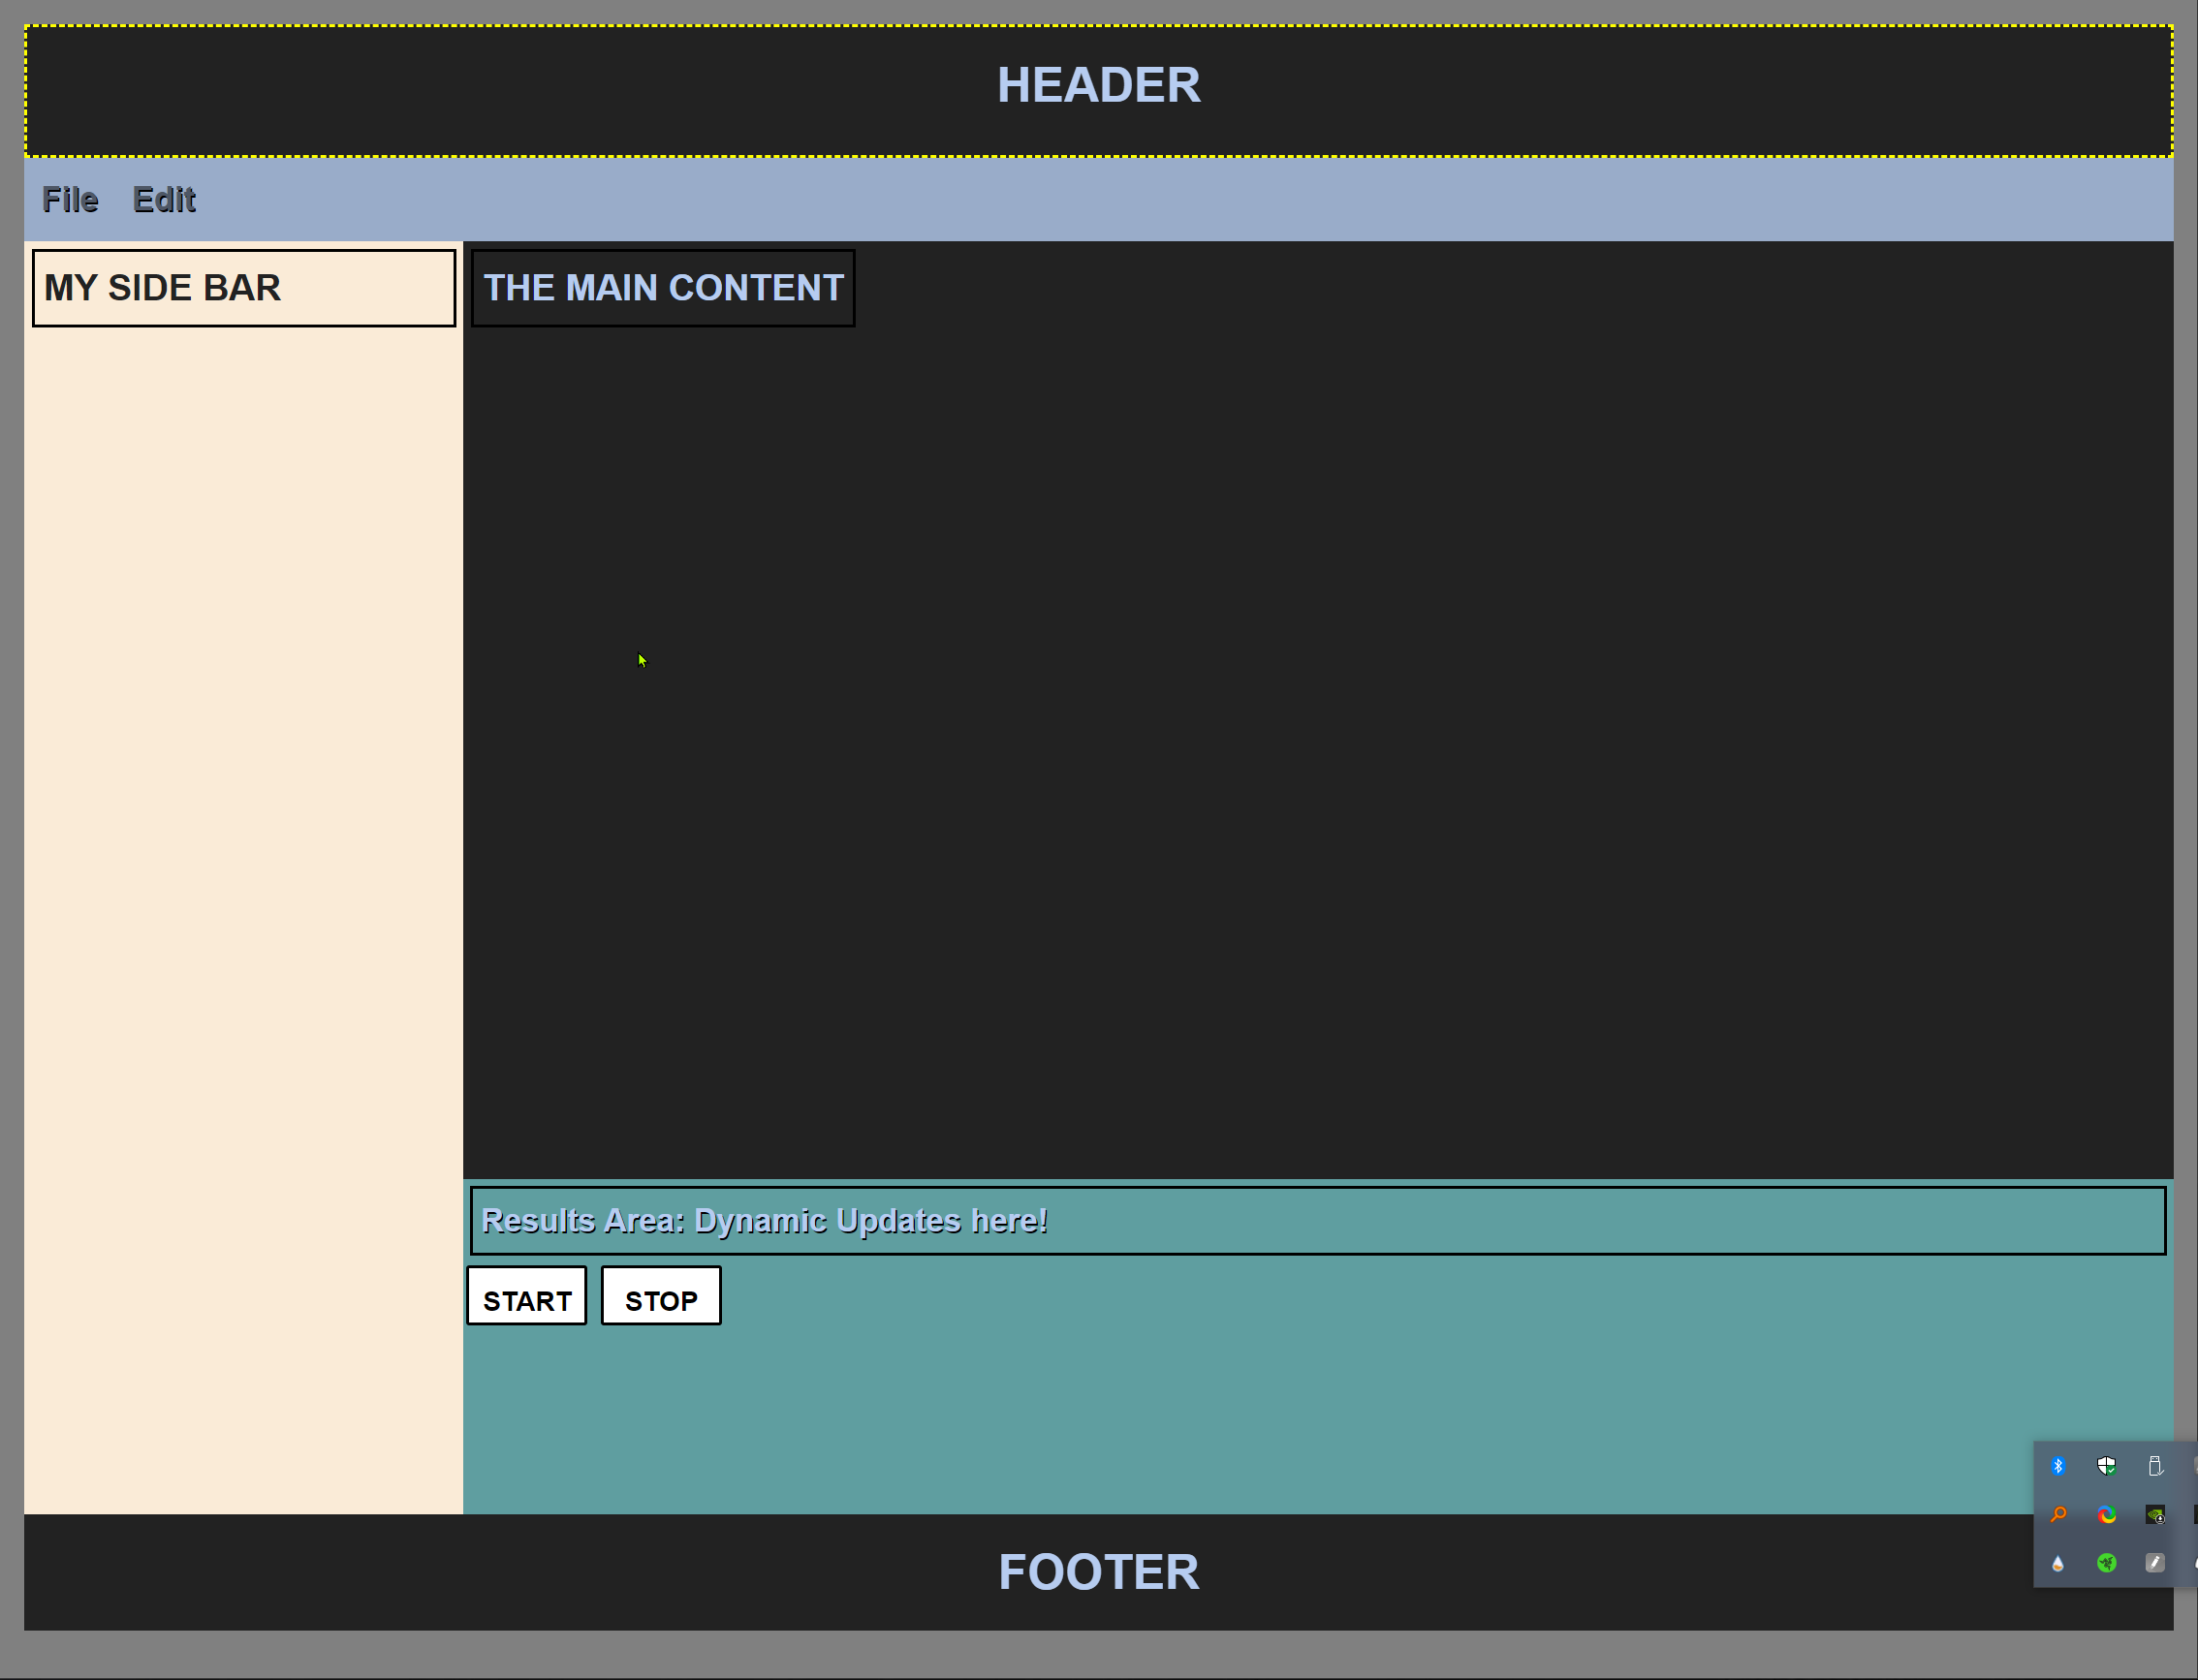 HEADER
File Edit
MY SIDE BAR
THE MAIN CONTENT
Results Area: Dynamic Updates here!
START STOP
FOOTER